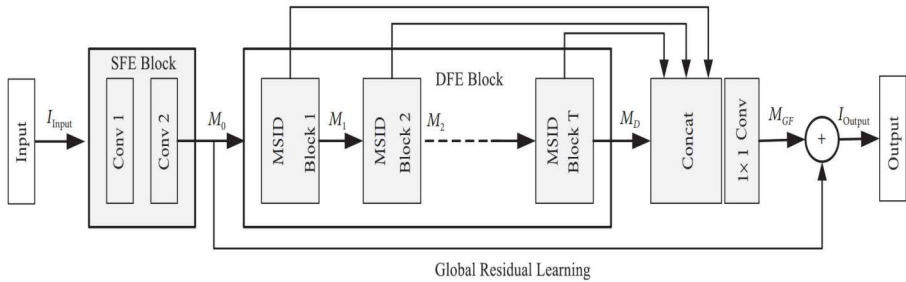 SFE Block
DFE Block
Input
I_Input
Conv 1
Conv 2
M_0
MSID
Block 1
M_1
MSID
Block 2
M_2
MSID
Block T
M_D
Concat
1× 1 Conv
M_GF
+
I_Output
Output
Global Residual Learning